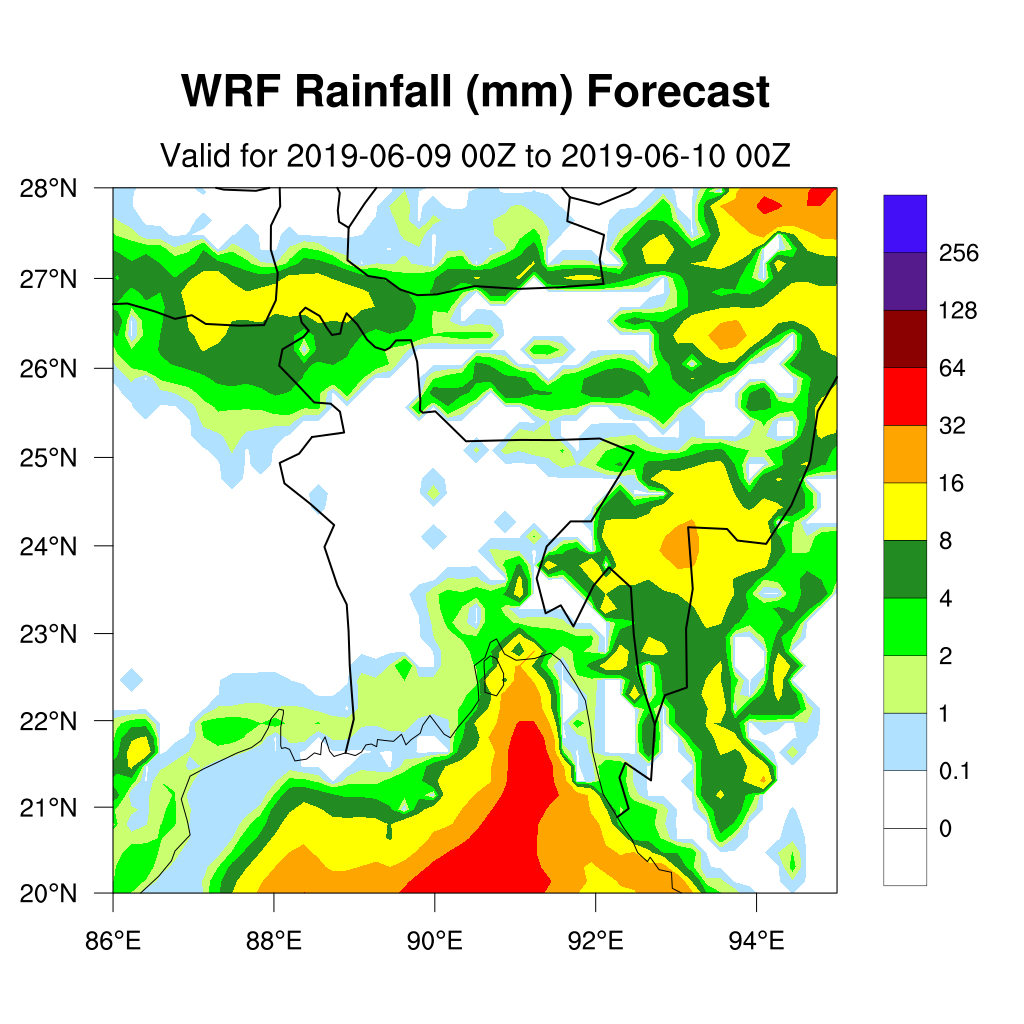 WRF Rainfall (mm) Forecast
Valid for 2019-06-09 00Z to 2019-06-10 00Z
28°N
27°N
26°N
25°N
24°N
23°N
22°N
21°N
20°N
86°E 88°E 90°E 92°E 94°E
256
128
64
32
16
8
4
2
1
0.1
0